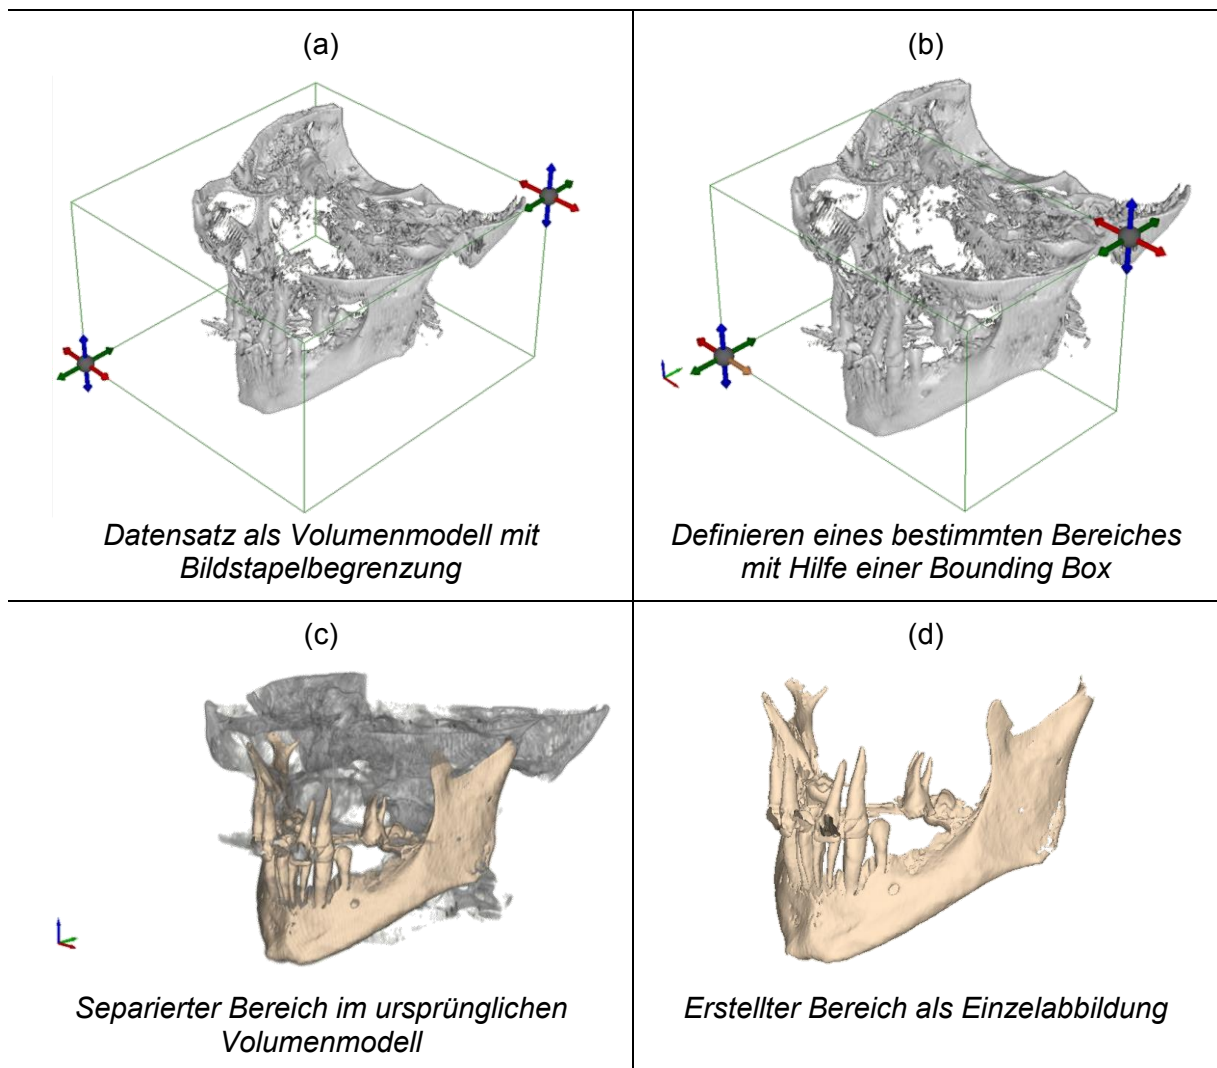 (a)
Datensatz als Volumenmodell mit
Bildstapelbegrenzung
(b)
Definieren eines bestimmten Bereiches
mit Hilfe einer Bounding Box
(c)
Separierter Bereich im ursprünglichen
Volumenmodell
(d)
Erstellter Bereich als Einzelabbildung